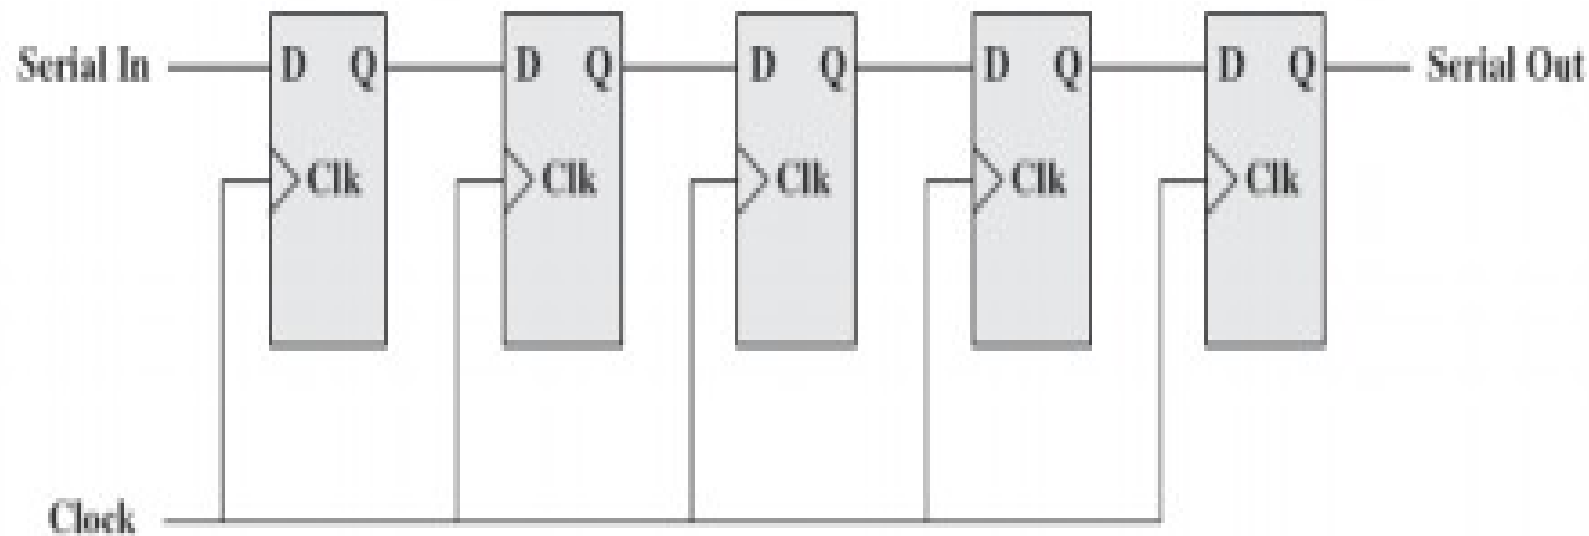 Serial In D Q D Q D Q D Q D Q Serial Out
Clk Clk Clk Clk Clk
Clock